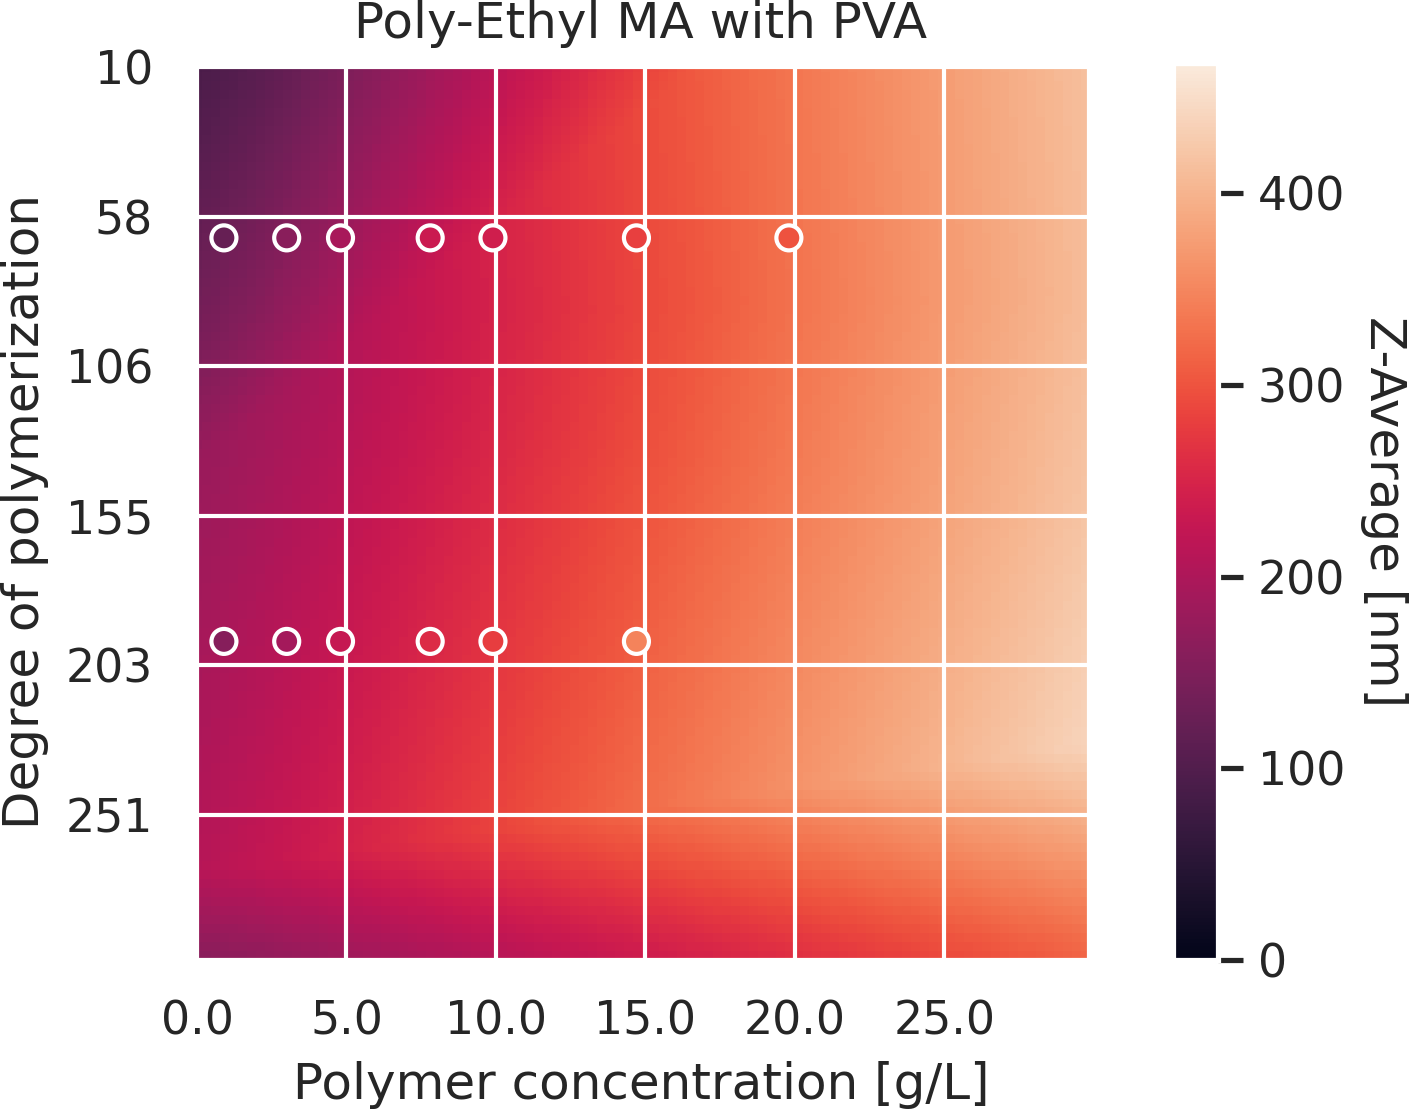 Poly-Ethyl MA with PVA
10
58
106
155
203
251
Degree of polymerization
0.0 5.0 10.0 15.0 20.0 25.0
Polymer concentration [g/L]
400
300
200
100
0
Z-Average [nm]